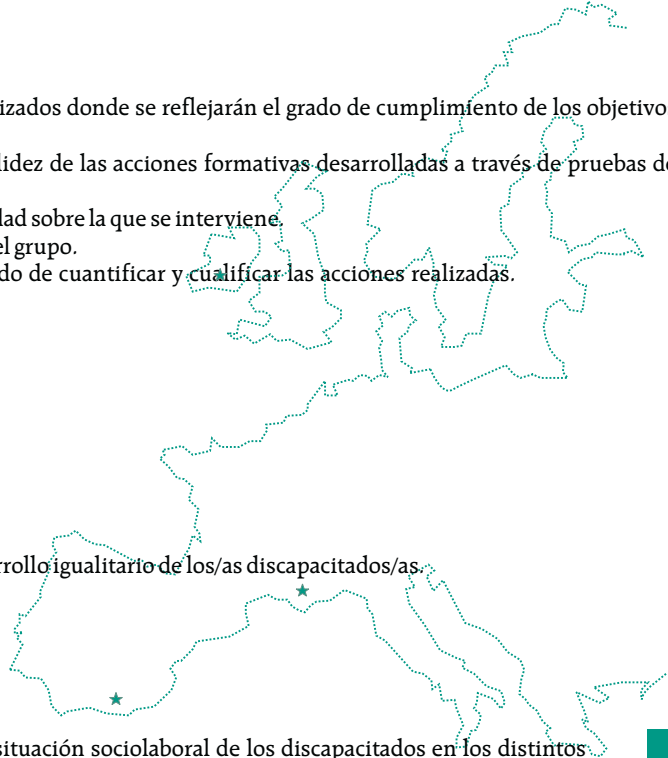 izados donde se reflejarán el grado de cumplimiento de los objetivo
lidez de las acciones formativas desarrolladas a través de pruebas de
dad sobre la que se interviene.
el grupo.
do de cuantificar y cualificar las acciones realizadas.
rrollo igualitario de los/as discapacitados/as.
situación sociolaboral de los discapacitados en los distintos